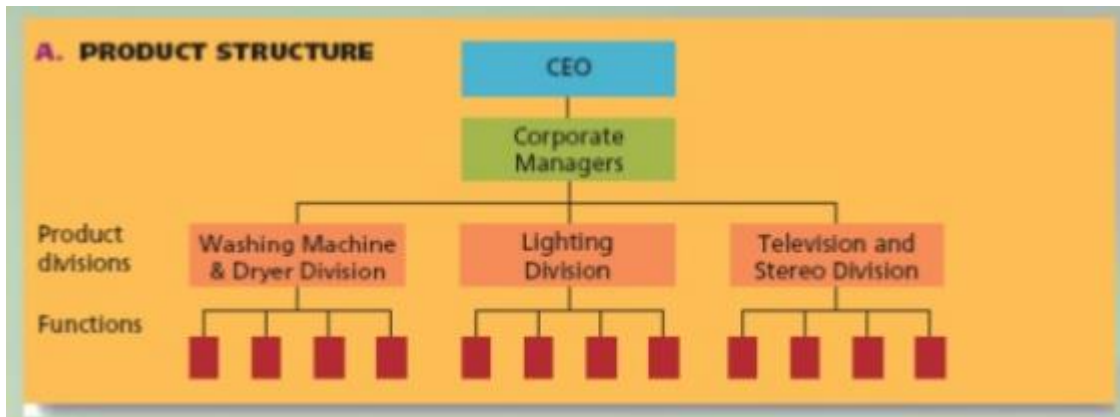 A. PRODUCT STRUCTURE
CEO
Corporate
Managers
Product
divisions
Washing Machine
& Dryer Division
Lighting
Division
Television and
Stereo Division
Functions